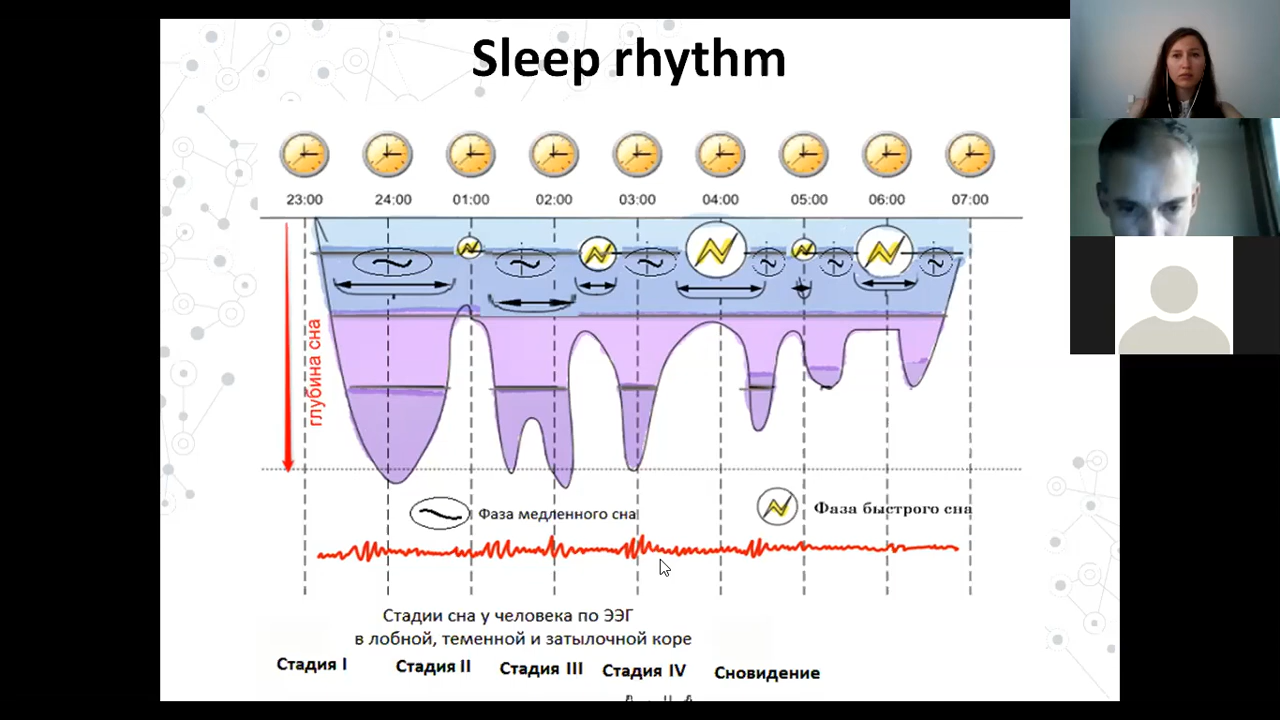 Sleep rhythm
23:00 24:00 01:00 02:00 03:00 04:00 05:00 06:00 07:00
глубина сна
Фаза медленного сна
Фаза быстрого сна
Стадии сна у человека по ЭЭГ
в лобной, теменной и затылочной коре
Стадия I Стадия II Стадия III Стадия IV Сновидение